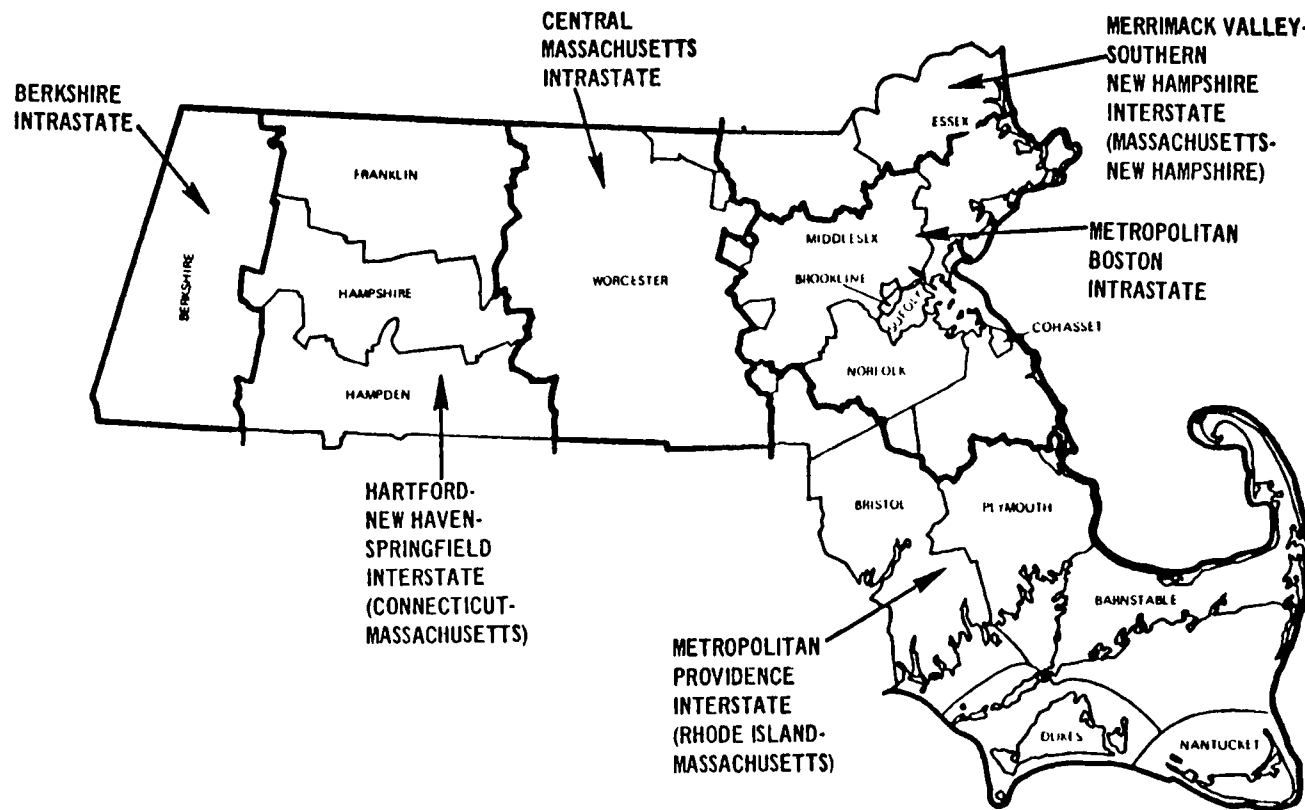 CENTRAL
MASSACHUSETTS
INTRASTATE
MERRIMACK VALLEY-
SOUTHERN
NEW HAMPSHIRE
INTERSTATE
(MASSACHUSETTS-
NEW HAMPSHIRE)
BERKSHIRE
INTRASTATE
ESSEX
FRANKLIN
MIDDLESEX
METROPOLITAN
BOSTON
INTRASTATE
BERKSHIRE
HAMPSHIRE
WORCESTER
BROOKLINE
SUFFOLK
COHASSET
NORFOLK
HAMPDEN
HARTFORD-
NEW HAVEN-
SPRINGFIELD
INTERSTATE
(CONNECTICUT-
MASSACHUSETTS)
BRISTOL
PLYMOUTH
BARNSTABLE
METROPOLITAN
PROVIDENCE
INTERSTATE
(RHODE ISLAND-
MASSACHUSETTS)
DUKES
NANTUCKET